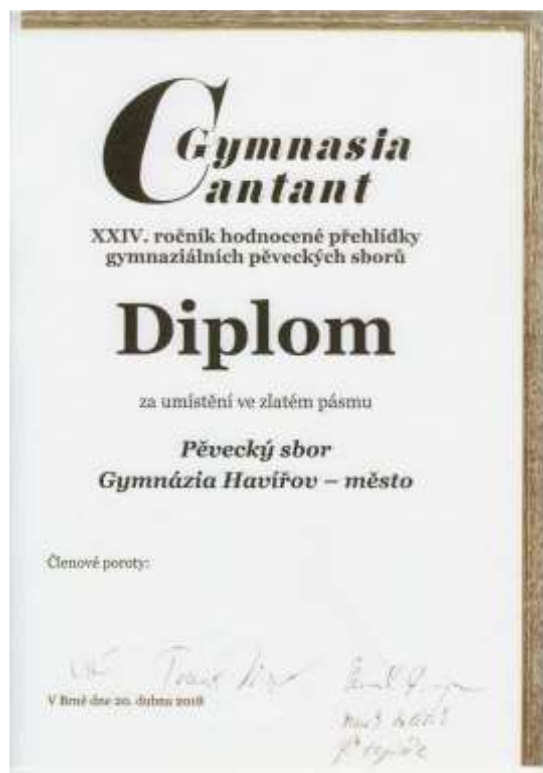 Gymnasia
Cantant
XXIV. ročník hodnocené přehlídky
gymnaziálních pěveckých sborů
Diplom
za umístění ve zlatém pásmu
Pěvecký sbor
Gymnázia Havířov – město
Členové poroty:
V Brně dne 20. dubna 2018